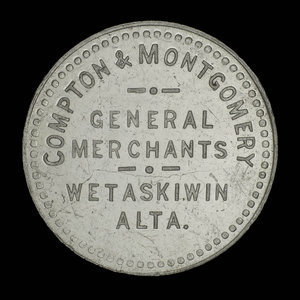 COMPTON & MONTGOMERY
GENERAL
MERCHANTS
WETASKIWIN
ALTA.